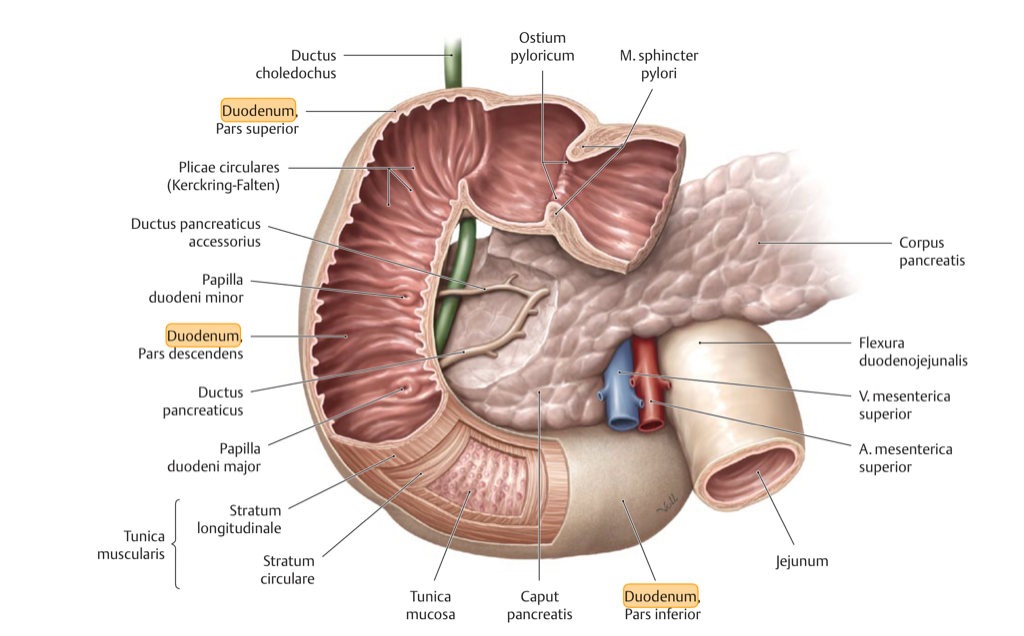 Ductus
choledochus
Ostium
pyloricum
M. sphincter
pylori
Duodenum,
Pars superior
Plicae circulares
(Kerckring-Falten)
Ductus pancreaticus
accessorius
Corpus
pancreatis
Papilla
duodeni minor
Duodenum,
Pars descendens
Flexura
duodenojejunalis
Ductus
pancreaticus
V. mesenterica
superior
Papilla
duodeni major
A. mesenterica
superior
Stratum
longitudinale
Tunica
muscularis
Stratum
circulare
Jejunum
Tunica
mucosa
Caput
pancreatis
Duodenum,
Pars inferior